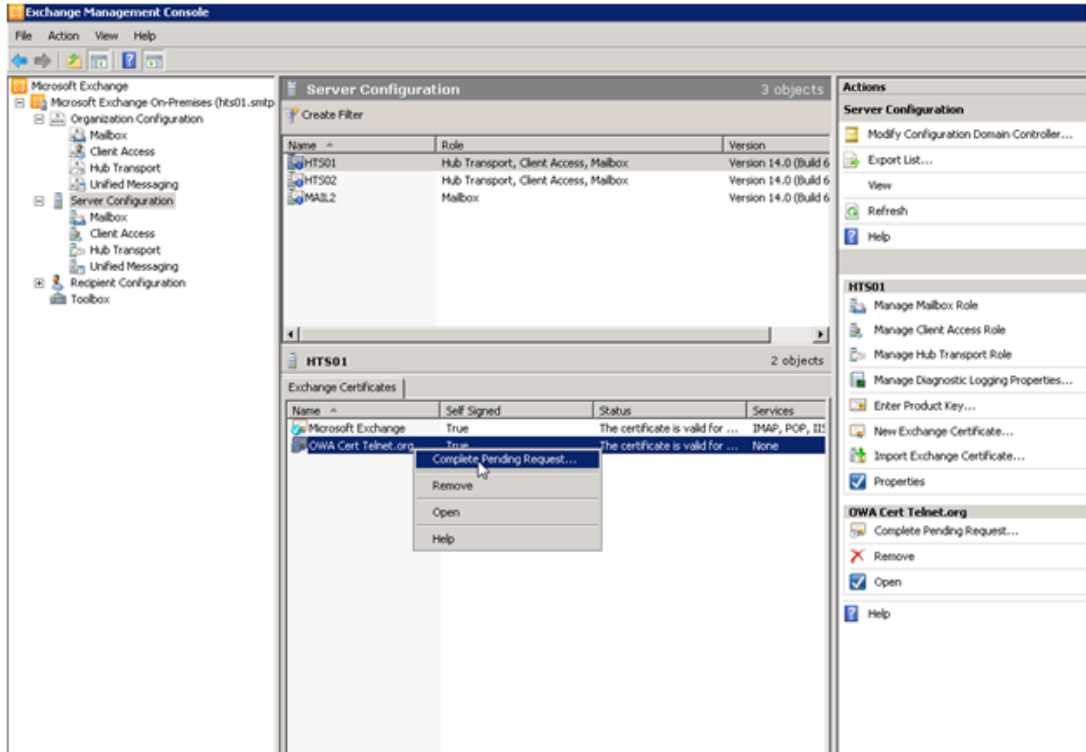 Exchange Management Console
File Action View Help
Microsoft Exchange
Microsoft Exchange On-Premises (hts01.smtp
Organization Configuration
Mailbox
Client Access
Hub Transport
Unified Messaging
Server Configuration
Mailbox
Client Access
Hub Transport
Unified Messaging
Recipient Configuration
Toolbox
Server Configuration 3 objects
Create Filter
Name Role Version
HTS01 Hub Transport, Client Access, Mailbox Version 14.0 (Build 6
HTS02 Hub Transport, Client Access, Mailbox Version 14.0 (Build 6
MAIL2 Mailbox Version 14.0 (Build 6
HTS01 2 objects
Exchange Certificates
Name Self Signed Status Services
Microsoft Exchange True The certificate is valid for ... IMAP, POP, IIS
OWA Cert Telnet.org True The certificate is valid for ... None
Complete Pending Request...
Remove
Open
Help
Actions
Server Configuration
Modify Configuration Domain Controller...
Export List...
View
Refresh
Help
HTS01
Manage Mailbox Role
Manage Client Access Role
Manage Hub Transport Role
Manage Diagnostic Logging Properties...
Enter Product Key...
New Exchange Certificate...
Import Exchange Certificate...
Properties
OWA Cert Telnet.org
Complete Pending Request...
Remove
Open
Help